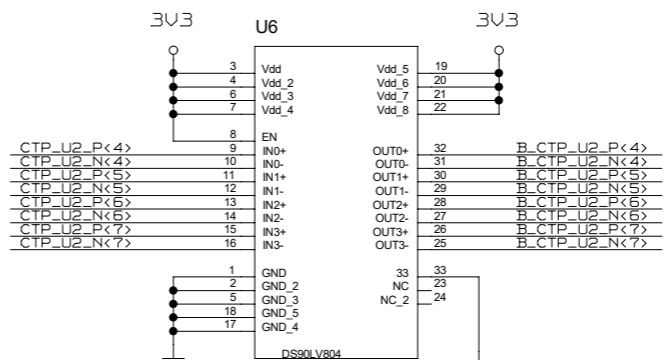 3V3 3V3
U6
3 Vdd Vdd_5 19
4 Vdd_2 Vdd_6 20
6 Vdd_3 Vdd_7 21
7 Vdd_4 Vdd_8 22
8 EN
CTP_U2_P<4> 9 IN0+ OUT0+ 32 B_CTP_U2_P<4>
CTP_U2_N<4> 10 IN0- OUT0- 31 B_CTP_U2_N<4>
CTP_U2_P<5> 11 IN1+ OUT1+ 30 B_CTP_U2_P<5>
CTP_U2_N<5> 12 IN1- OUT1- 29 B_CTP_U2_N<5>
CTP_U2_P<6> 13 IN2+ OUT2+ 28 B_CTP_U2_P<6>
CTP_U2_N<6> 14 IN2- OUT2- 27 B_CTP_U2_N<6>
CTP_U2_P<7> 15 IN3+ OUT3+ 26 B_CTP_U2_P<7>
CTP_U2_N<7> 16 IN3- OUT3- 25 B_CTP_U2_N<7>
1 GND 33 33
2 GND_2 NC 23
5 GND_3 NC_2 24
18 GND_5
17 GND_4
DS90LV804